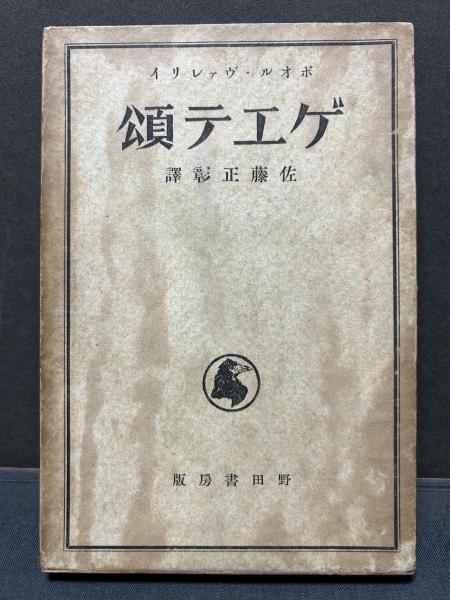 ポオル・ヴァレリイ
ゲエテ頌
佐藤正彰譯
野田書房版